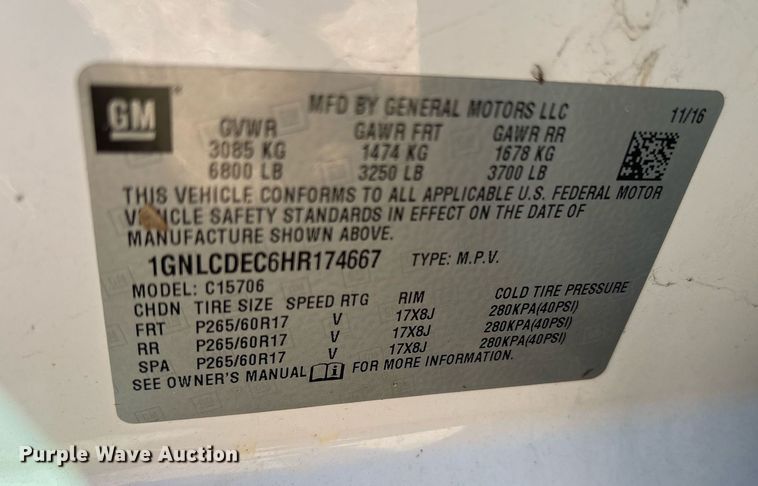 GM
MFD BY GENERAL MOTORS LLC 11/16
GVWR GAWR FRT GAWR RR
3085 KG 1474 KG 1678 KG
6800 LB 3250 LB 3700 LB
THIS VEHICLE CONFORMS TO ALL APPLICABLE U.S. FEDERAL MOTOR
VEHICLE SAFETY STANDARDS IN EFFECT ON THE DATE OF
MANUFACTURE SHOWN ABOVE.
1GNLCDEC6HR174667 TYPE: M.P.V.
MODEL: C15706
CHDN TIRE SIZE SPEED RTG RIM COLD TIRE PRESSURE
FRT P265/60R17 V 17X8J 280KPA(40PSI)
RR P265/60R17 V 17X8J 280KPA(40PSI)
SPA P265/60R17 V 17X8J 280KPA(40PSI)
SEE OWNER'S MANUAL FOR MORE INFORMATION.
Purple Wave Auction